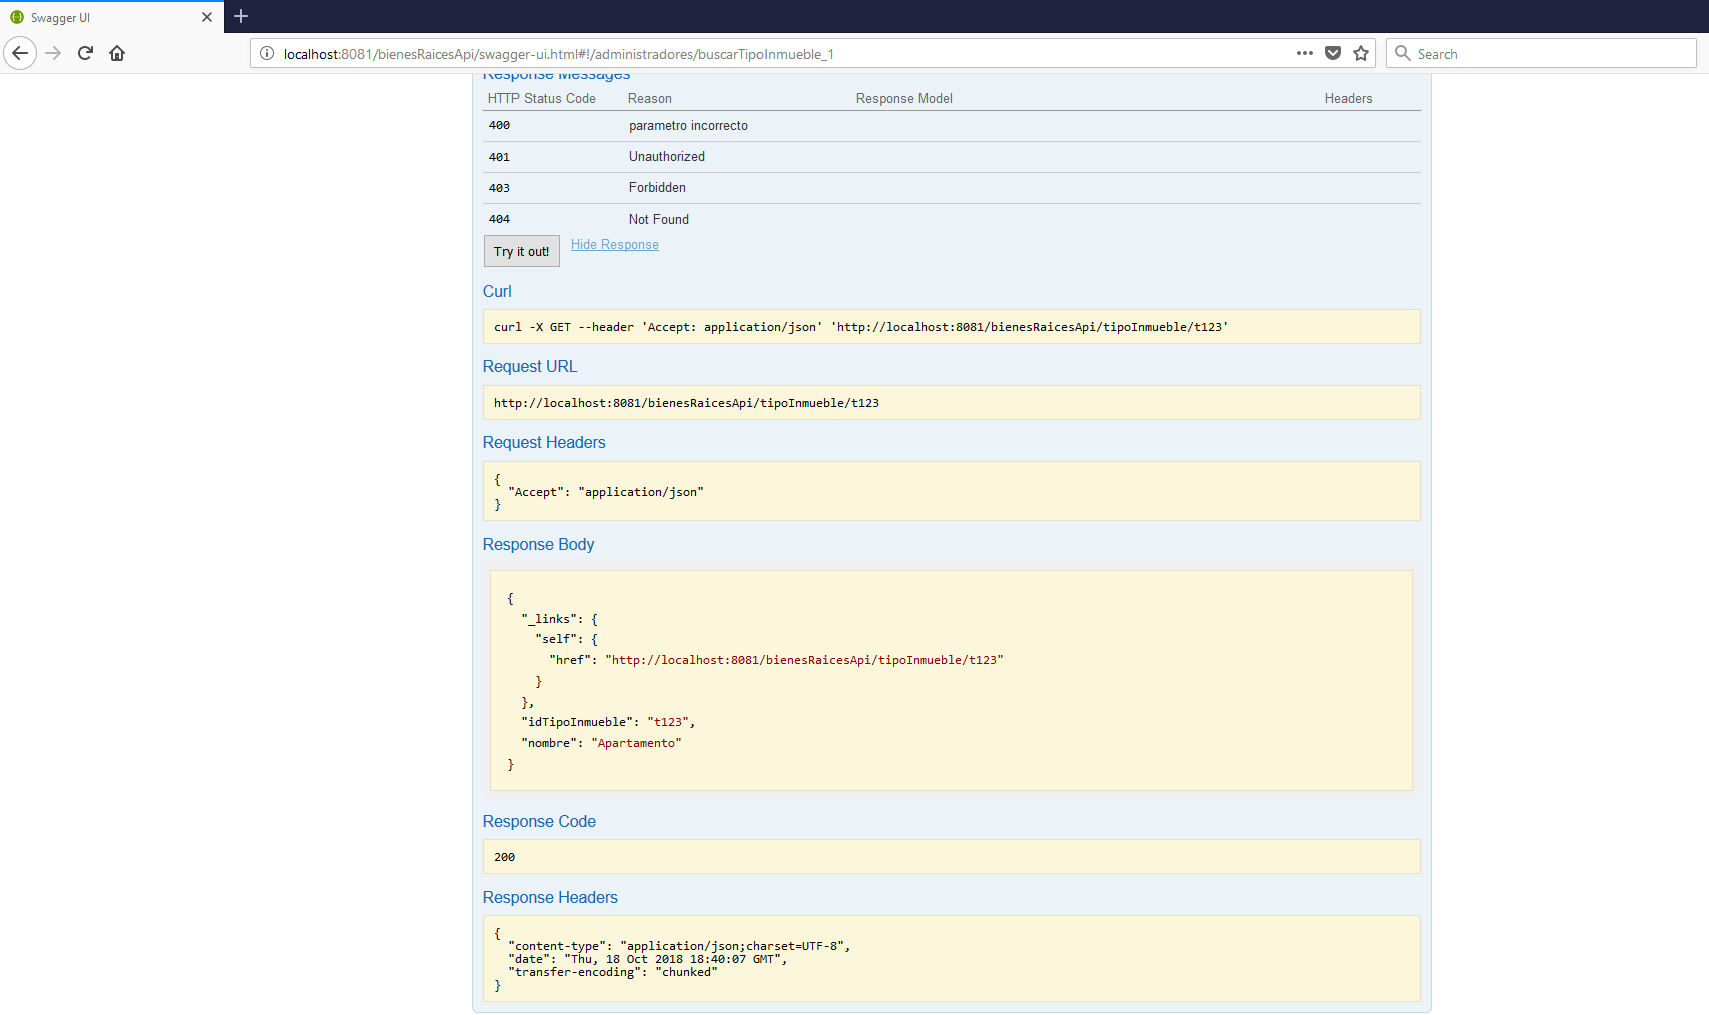 Swagger UI
localhost:8081/bienesRaicesApi/swagger-ui.html#!/administradores/buscarTipoInmueble_1
Search
Response Messages
HTTP Status Code Reason Response Model Headers
400 parametro incorrecto
401 Unauthorized
403 Forbidden
404 Not Found
Try it out! Hide Response
Curl
curl -X GET --header 'Accept: application/json' 'http://localhost:8081/bienesRaicesApi/tipoInmueble/t123'
Request URL
http://localhost:8081/bienesRaicesApi/tipoInmueble/t123
Request Headers
{
"Accept": "application/json"
}
Response Body
{
"_links": {
"self": {
"href": "http://localhost:8081/bienesRaicesApi/tipoInmueble/t123"
}
},
"idTipoInmueble": "t123",
"nombre": "Apartamento"
}
Response Code
200
Response Headers
{
"content-type": "application/json;charset=UTF-8",
"date": "Thu, 18 Oct 2018 18:40:07 GMT",
"transfer-encoding": "chunked"
}